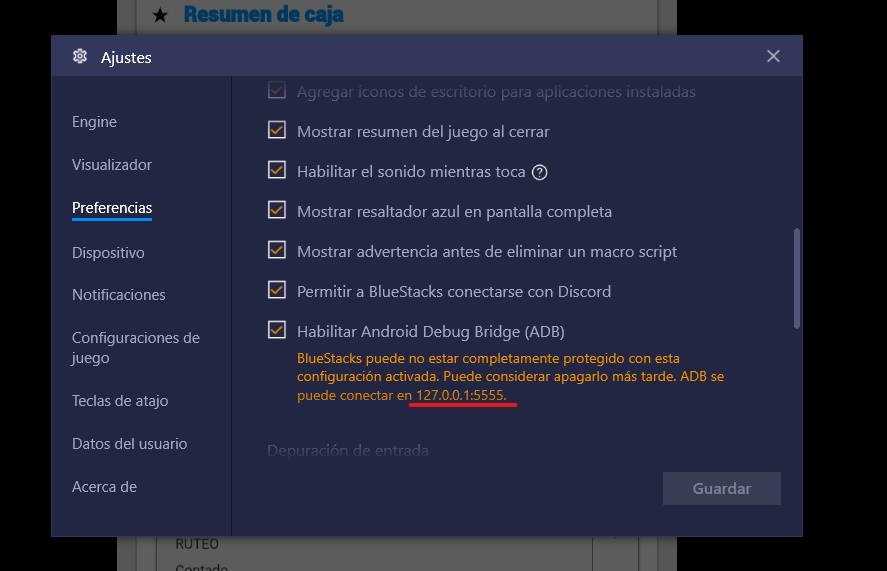 Resumen de caja
Ajustes
Engine
Visualizador
Preferencias
Dispositivo
Notificaciones
Configuraciones de
juego
Teclas de atajo
Datos del usuario
Acerca de
Agregar iconos de escritorio para aplicaciones instaladas
Mostrar resumen del juego al cerrar
Habilitar el sonido mientras toca ?
Mostrar resaltador azul en pantalla completa
Mostrar advertencia antes de eliminar un macro script
Permitir a BlueStacks conectarse con Discord
Habilitar Android Debug Bridge (ADB)
BlueStacks puede no estar completamente protegido con esta
configuración activada. Puede considerar apagarlo más tarde. ADB se
puede conectar en 127.0.0.1:5555.
Depuración de entrada
Guardar
RUTEO
Contado